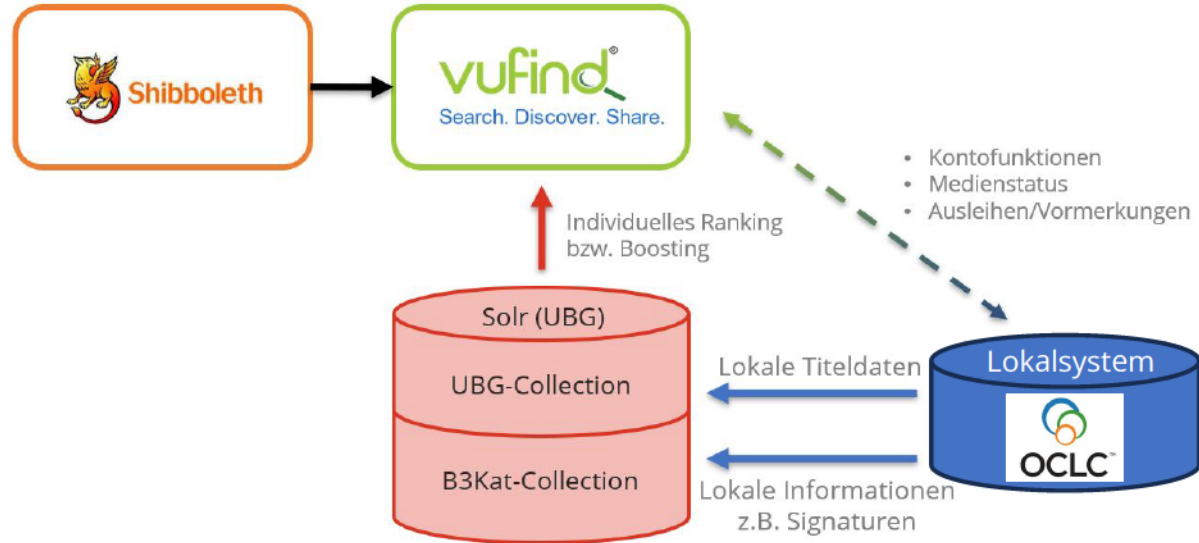 Shibboleth
vufind®
Search. Discover. Share.
• Kontofunktionen
• Medienstatus
• Ausleihen/Vormerkungen
Individuelles Ranking
bzw. Boosting
Solr (UBG)
UBG-Collection
B3Kat-Collection
Lokale Titeldaten
Lokale Informationen
z.B. Signaturen
Lokalsystem
OCLC™